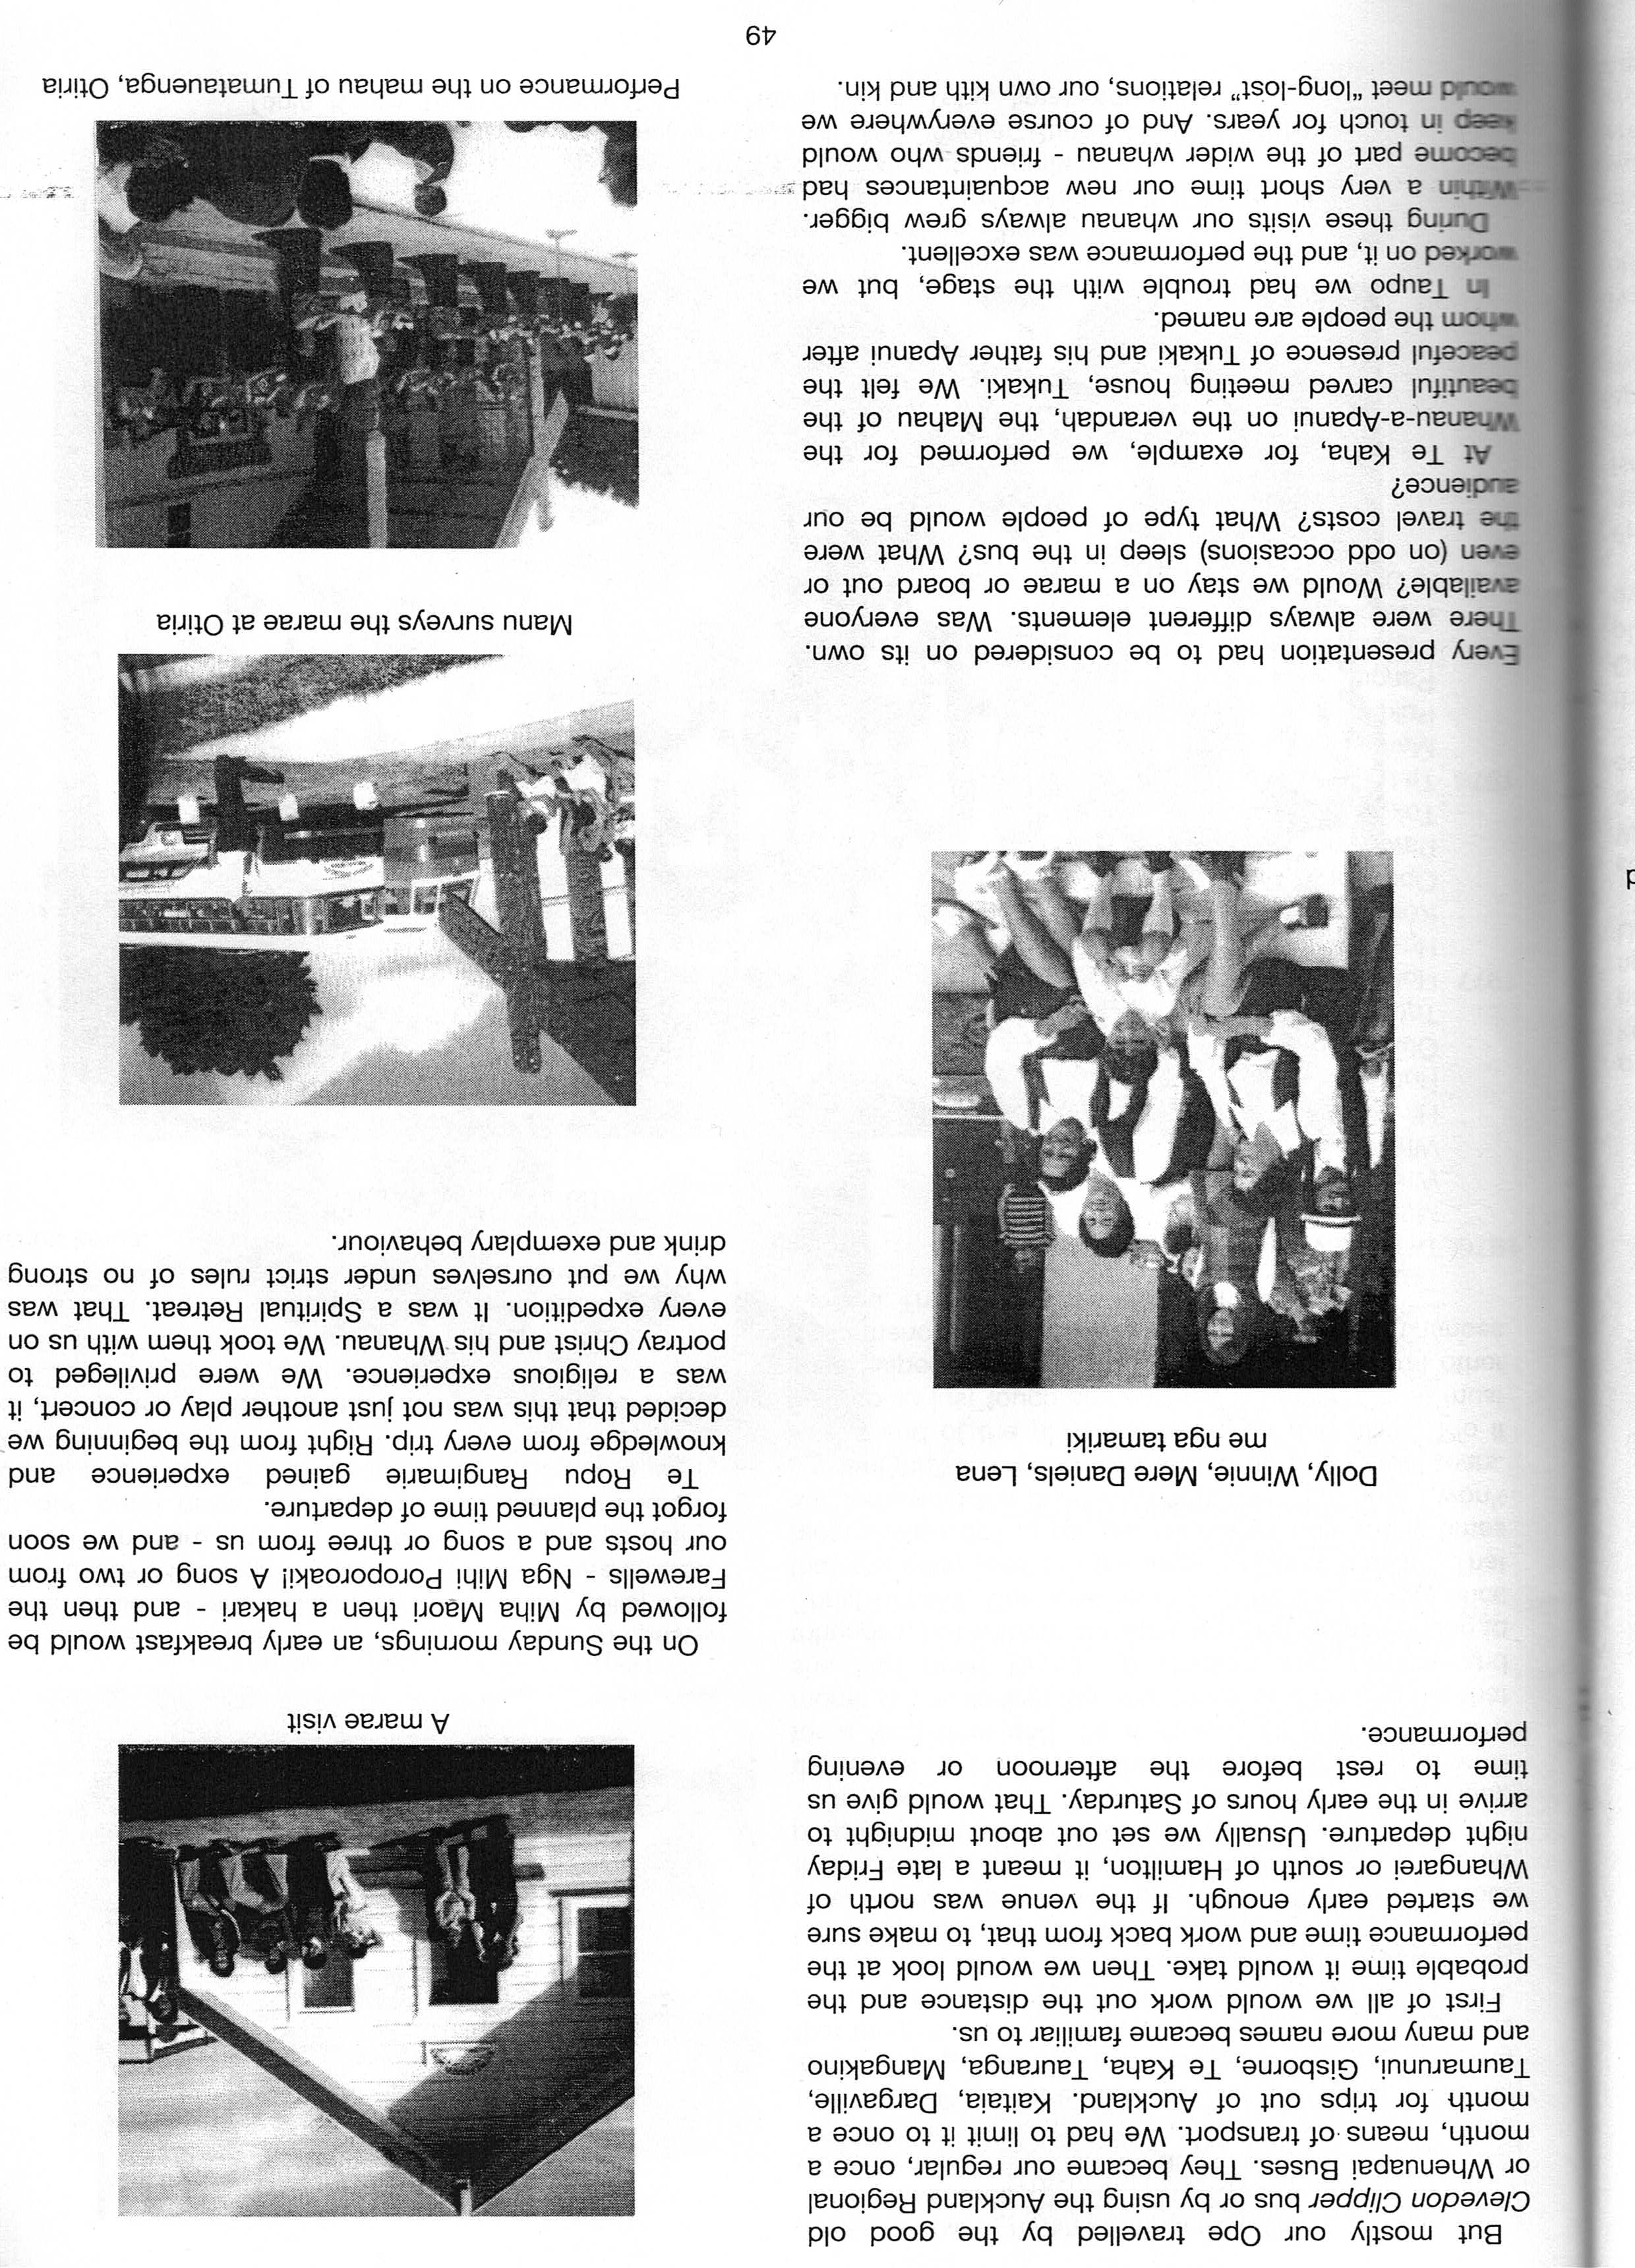 But mostly our Ope travelled by the good old
Clevedon Clipper bus or by using the Auckland Regional
or Whenuapai Buses. They became our regular, once a
month, means of transport. We had to limit it to once a
month for trips out of Auckland. Kaitaia, Dargaville,
Taumarunui, Gisborne, Te Kaha, Tauranga, Mangakino
and many more names became familiar to us.
First of all we would work out the distance and the
probable time it would take. Then we would look at the
performance time and work back from that, to make sure
we started early enough. If the venue was north of
Whangarei or south of Hamilton, it meant a late Friday
night departure. Usually we set out about midnight to
arrive in the early hours of Saturday. That would give us
time to rest before the afternoon or evening
performance.
Dolly, Winnie, Mere Daniels, Lena
me nga tamariki
Every presentation had to be considered on its own.
There were always different elements. Was everyone
available? Would we stay on a marae or board out or
even (on odd occasions) sleep in the bus? What were
the travel costs? What type of people would be our
audience?
At Te Kaha, for example, we performed for the
Whanau-a-Apanui on the verandah, the Mahau of the
beautiful carved meeting house, Tukaki. We felt the
peaceful presence of Tukaki and his father Apanui after
whom the people are named.
In Taupo we had trouble with the stage, but we
worked on it, and the performance was excellent.
During these visits our whanau always grew bigger.
Within a very short time our new acquaintances had
become part of the wider whanau - friends who would
keep in touch for years. And of course everywhere we
would meet “long-lost” relations, our own kith and kin.
A marae visit
On the Sunday mornings, an early breakfast would be
followed by Miha Maori then a hakari - and then the
Farewells - Nga Mihi Poroporoaki! A song or two from
our hosts and a song or three from us - and we soon
forgot the planned time of departure.
Te Ropu Rangimarie gained experience and
knowledge from every trip. Right from the beginning we
decided that this was not just another play or concert, it
was a religious experience. We were privileged to
portray Christ and his Whanau. We took them with us on
every expedition. It was a Spiritual Retreat. That was
why we put ourselves under strict rules of no strong
drink and exemplary behaviour.
Manu surveys the marae at Otiria
Performance on the mahau of Tumatauenga, Otiria
49